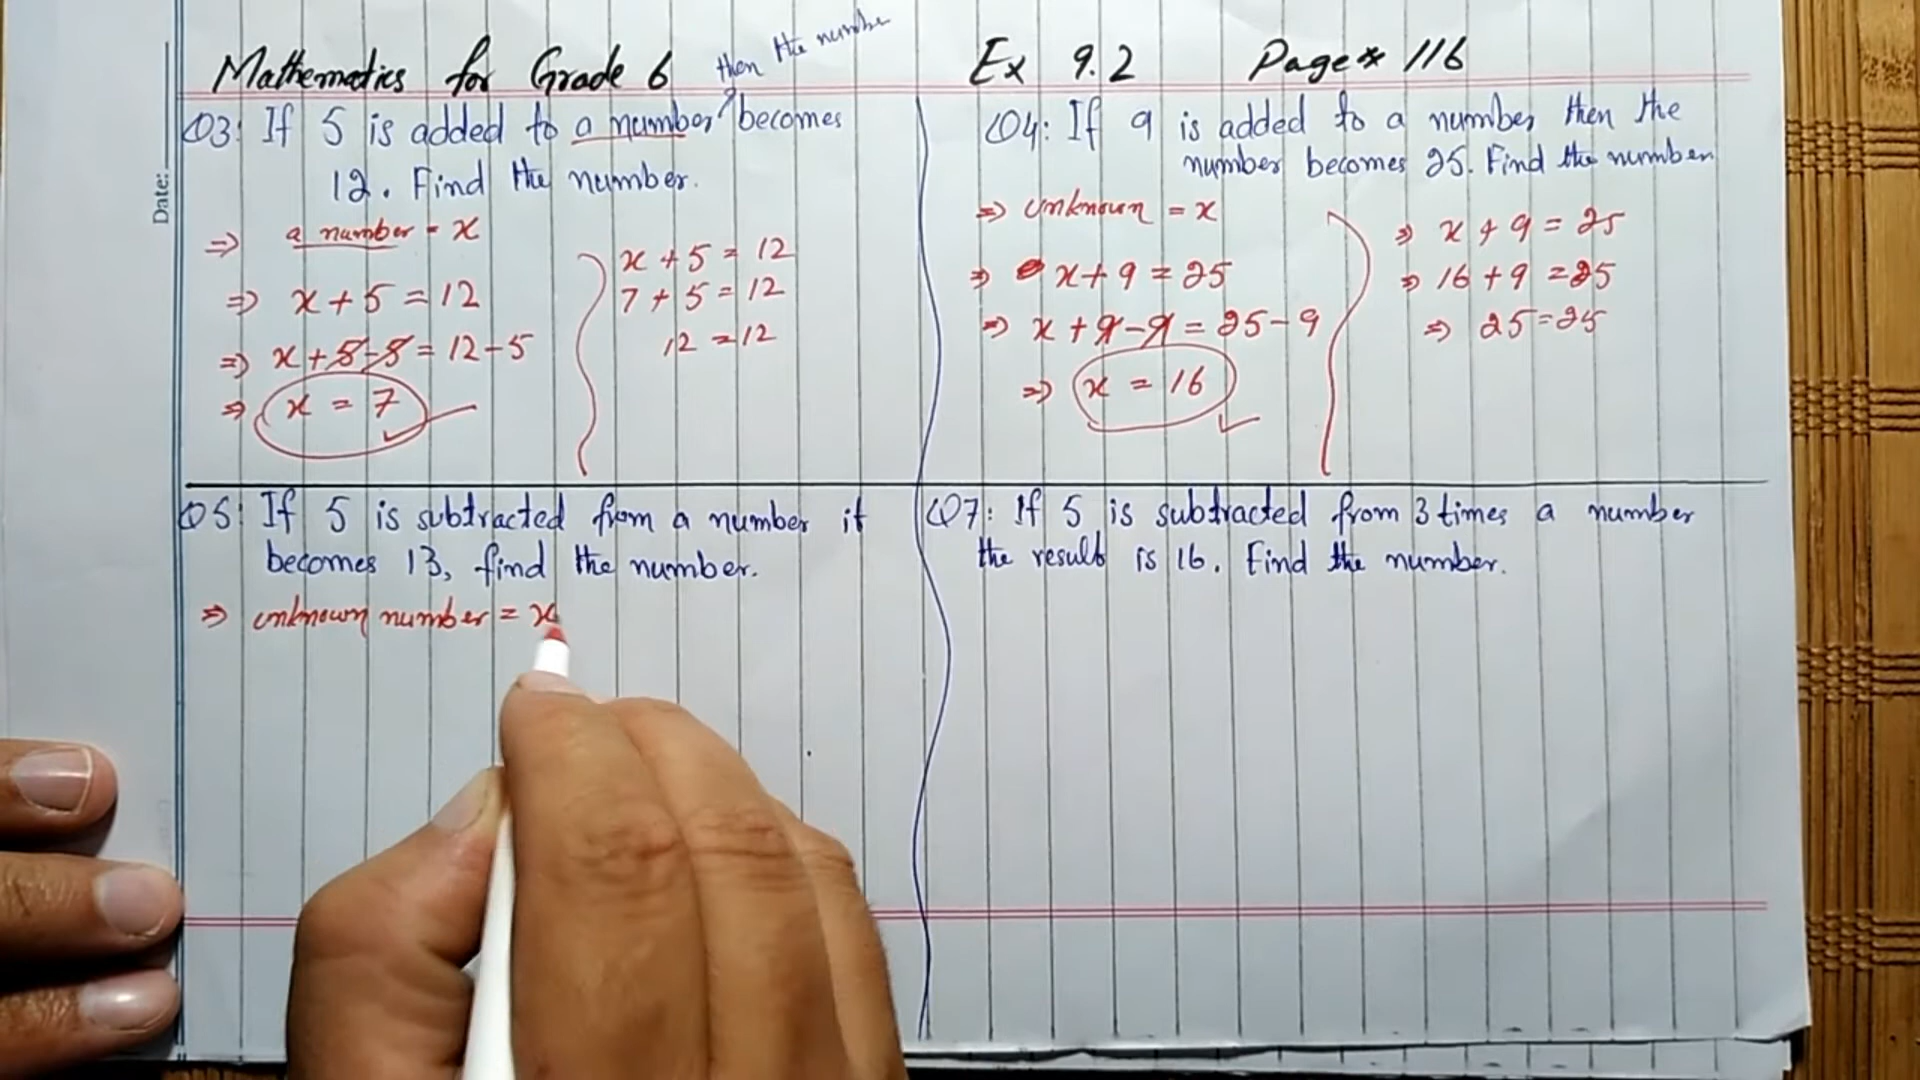 Mathematics for Grade 6
then the number
Ex 9.2 Page* 116
Date:
Q3: If 5 is added to a number becomes
12. Find the number.
=> a number = x
=> x + 5 = 12
=> x + 5 - 5 = 12 - 5
=> x = 7
x + 5 = 12
7 + 5 = 12
12 = 12
Q4: If 9 is added to a number then the
number becomes 25. Find the number
=> unknown = x
=> x + 9 = 25
=> x + 9 - 9 = 25 - 9
=> x = 16
=> x + 9 = 25
=> 16 + 9 = 25
=> 25 = 25
Q5: If 5 is subtracted from a number it
becomes 13, find the number.
=> unknown number = x
Q7: If 5 is subtracted from 3 times a number
the result is 16. Find the number.